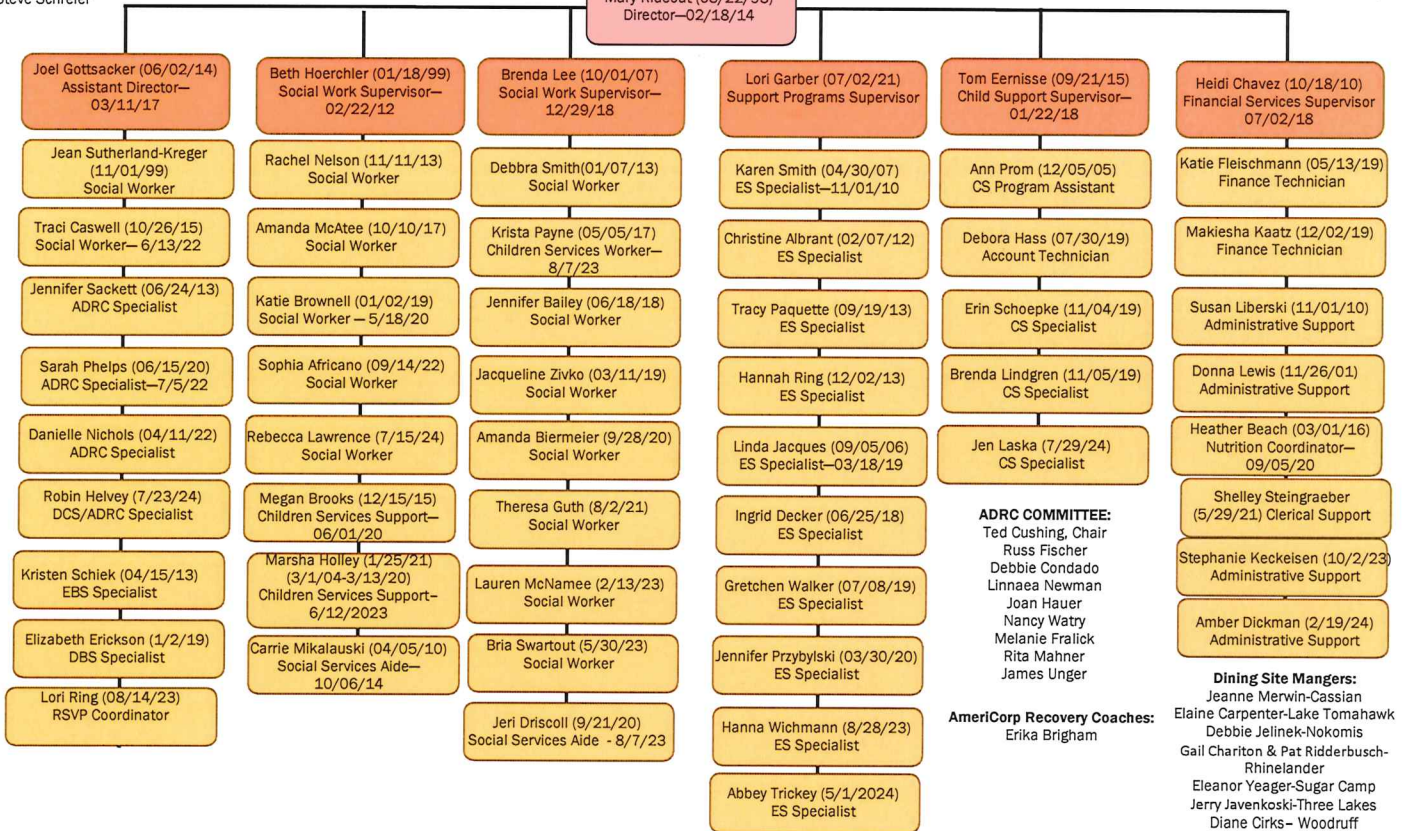 Steve Schreier
Director—02/18/14
Joel Gottsacker (06/02/14)
Assistant Director—
03/11/17
Jean Sutherland-Kreger
(11/01/99)
Social Worker
Traci Caswell (10/26/15)
Social Worker— 6/13/22
Jennifer Sackett (06/24/13)
ADRC Specialist
Sarah Phelps (06/15/20)
ADRC Specialist—7/5/22
Danielle Nichols (04/11/22)
ADRC Specialist
Robin Helvey (7/23/24)
DCS/ADRC Specialist
Kristen Schiek (04/15/13)
EBS Specialist
Elizabeth Erickson (1/2/19)
DBS Specialist
Lori Ring (08/14/23)
RSVP Coordinator
Beth Hoerchler (01/18/99)
Social Work Supervisor—
02/22/12
Rachel Nelson (11/11/13)
Social Worker
Amanda McAtee (10/10/17)
Social Worker
Katie Brownell (01/02/19)
Social Worker — 5/18/20
Sophia Africano (09/14/22)
Social Worker
Rebecca Lawrence (7/15/24)
Social Worker
Megan Brooks (12/15/15)
Children Services Support—
06/01/20
Marsha Holley (1/25/21)
(3/1/04-3/13/20)
Children Services Support–
6/12/2023
Carrie Mikalauski (04/05/10)
Social Services Aide—
10/06/14
Brenda Lee (10/01/07)
Social Work Supervisor—
12/29/18
Debbra Smith(01/07/13)
Social Worker
Krista Payne (05/05/17)
Children Services Worker—
8/7/23
Jennifer Bailey (06/18/18)
Social Worker
Jacqueline Zivko (03/11/19)
Social Worker
Amanda Biermeier (9/28/20)
Social Worker
Theresa Guth (8/2/21)
Social Worker
Lauren McNamee (2/13/23)
Social Worker
Bria Swartout (5/30/23)
Social Worker
Jeri Driscoll (9/21/20)
Social Services Aide - 8/7/23
Lori Garber (07/02/21)
Support Programs Supervisor
Karen Smith (04/30/07)
ES Specialist—11/01/10
Christine Albrant (02/07/12)
ES Specialist
Tracy Paquette (09/19/13)
ES Specialist
Hannah Ring (12/02/13)
ES Specialist
Linda Jacques (09/05/06)
ES Specialist—03/18/19
Ingrid Decker (06/25/18)
ES Specialist
Gretchen Walker (07/08/19)
ES Specialist
Jennifer Przybylski (03/30/20)
ES Specialist
Hanna Wichmann (8/28/23)
ES Specialist
Abbey Trickey (5/1/2024)
ES Specialist
Tom Eernisse (09/21/15)
Child Support Supervisor—
01/22/18
Ann Prom (12/05/05)
CS Program Assistant
Debora Hass (07/30/19)
Account Technician
Erin Schoepke (11/04/19)
CS Specialist
Brenda Lindgren (11/05/19)
CS Specialist
Jen Laska (7/29/24)
CS Specialist
ADRC COMMITTEE:
Ted Cushing, Chair
Russ Fischer
Debbie Condado
Linnaea Newman
Joan Hauer
Nancy Watry
Melanie Fralick
Rita Mahner
James Unger
AmeriCorp Recovery Coaches:
Erika Brigham
Heidi Chavez (10/18/10)
Financial Services Supervisor
07/02/18
Katie Fleischmann (05/13/19)
Finance Technician
Makiesha Kaatz (12/02/19)
Finance Technician
Susan Liberski (11/01/10)
Administrative Support
Donna Lewis (11/26/01)
Administrative Support
Heather Beach (03/01/16)
Nutrition Coordinator—
09/05/20
Shelley Steingraeber
(5/29/21) Clerical Support
Stephanie Keckeisen (10/2/23)
Administrative Support
Amber Dickman (2/19/24)
Administrative Support
Dining Site Mangers:
Jeanne Merwin-Cassian
Elaine Carpenter-Lake Tomahawk
Debbie Jelinek-Nokomis
Gail Chariton & Pat Ridderbusch-
Rhinelander
Eleanor Yeager-Sugar Camp
Jerry Javenkoski-Three Lakes
Diane Cirks– Woodruff